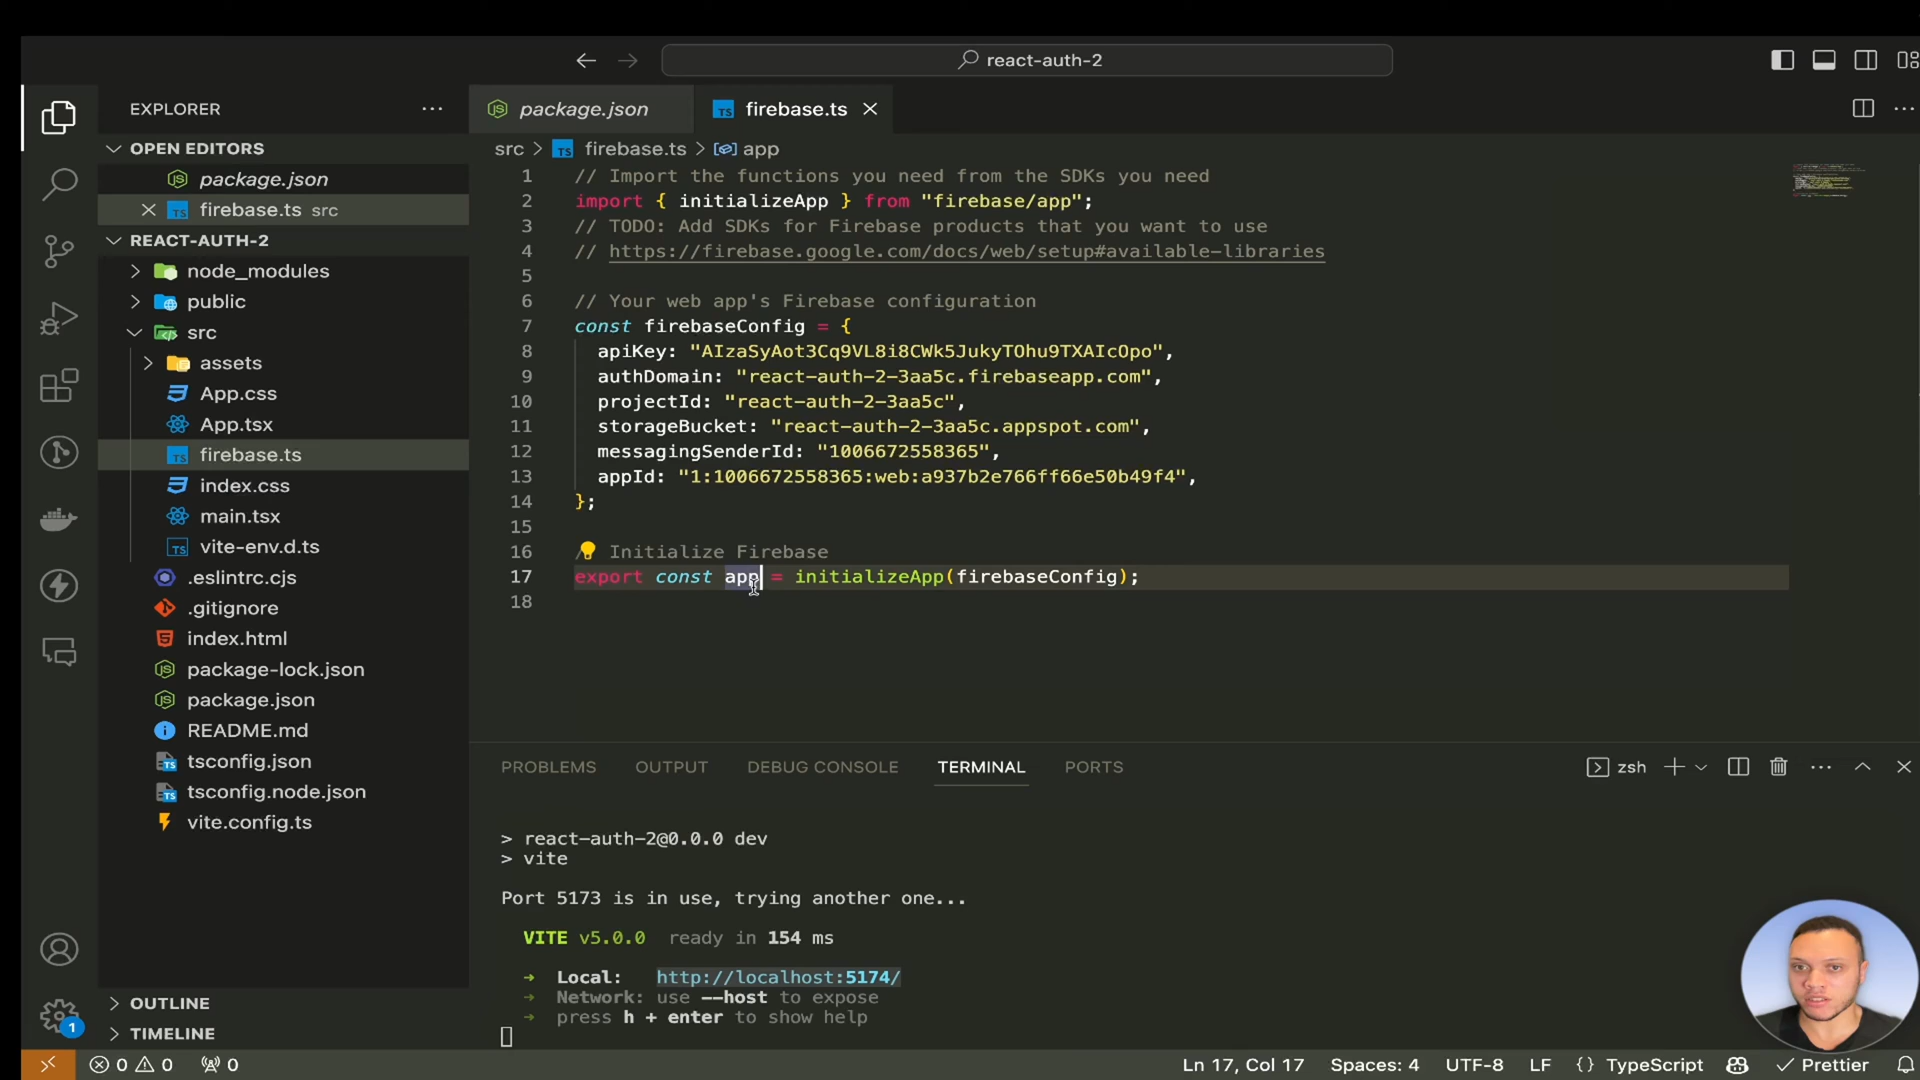 react-auth-2
EXPLORER
OPEN EDITORS
package.json
firebase.ts src
REACT-AUTH-2
node_modules
public
src
assets
App.css
App.tsx
firebase.ts
index.css
main.tsx
vite-env.d.ts
.eslintrc.cjs
.gitignore
index.html
package-lock.json
package.json
README.md
tsconfig.json
tsconfig.node.json
vite.config.ts
OUTLINE
TIMELINE
package.json
firebase.ts
src > TS firebase.ts > app
1 // Import the functions you need from the SDKs you need
2 import { initializeApp } from "firebase/app";
3 // TODO: Add SDKs for Firebase products that you want to use
4 // https://firebase.google.com/docs/web/setup#available-libraries
5
6 // Your web app's Firebase configuration
7 const firebaseConfig = {
8 apiKey: "AIzaSyAot3Cq9VL8i8CWk5JukyTOhu9TXAIcOpo",
9 authDomain: "react-auth-2-3aa5c.firebaseapp.com",
10 projectId: "react-auth-2-3aa5c",
11 storageBucket: "react-auth-2-3aa5c.appspot.com",
12 messagingSenderId: "1006672558365",
13 appId: "1:1006672558365:web:a937b2e766ff66e50b49f4",
14 };
15
16 / Initialize Firebase
17 export const app = initializeApp(firebaseConfig);
18
PROBLEMS OUTPUT DEBUG CONSOLE TERMINAL PORTS
zsh
> react-auth-2@0.0.0 dev
> vite
Port 5173 is in use, trying another one...
VITE v5.0.0 ready in 154 ms
➜ Local: http://localhost:5174/
➜ Network: use --host to expose
➜ press h + enter to show help
1
0 0 0
Ln 17, Col 17 Spaces: 4 UTF-8 LF {} TypeScript Prettier